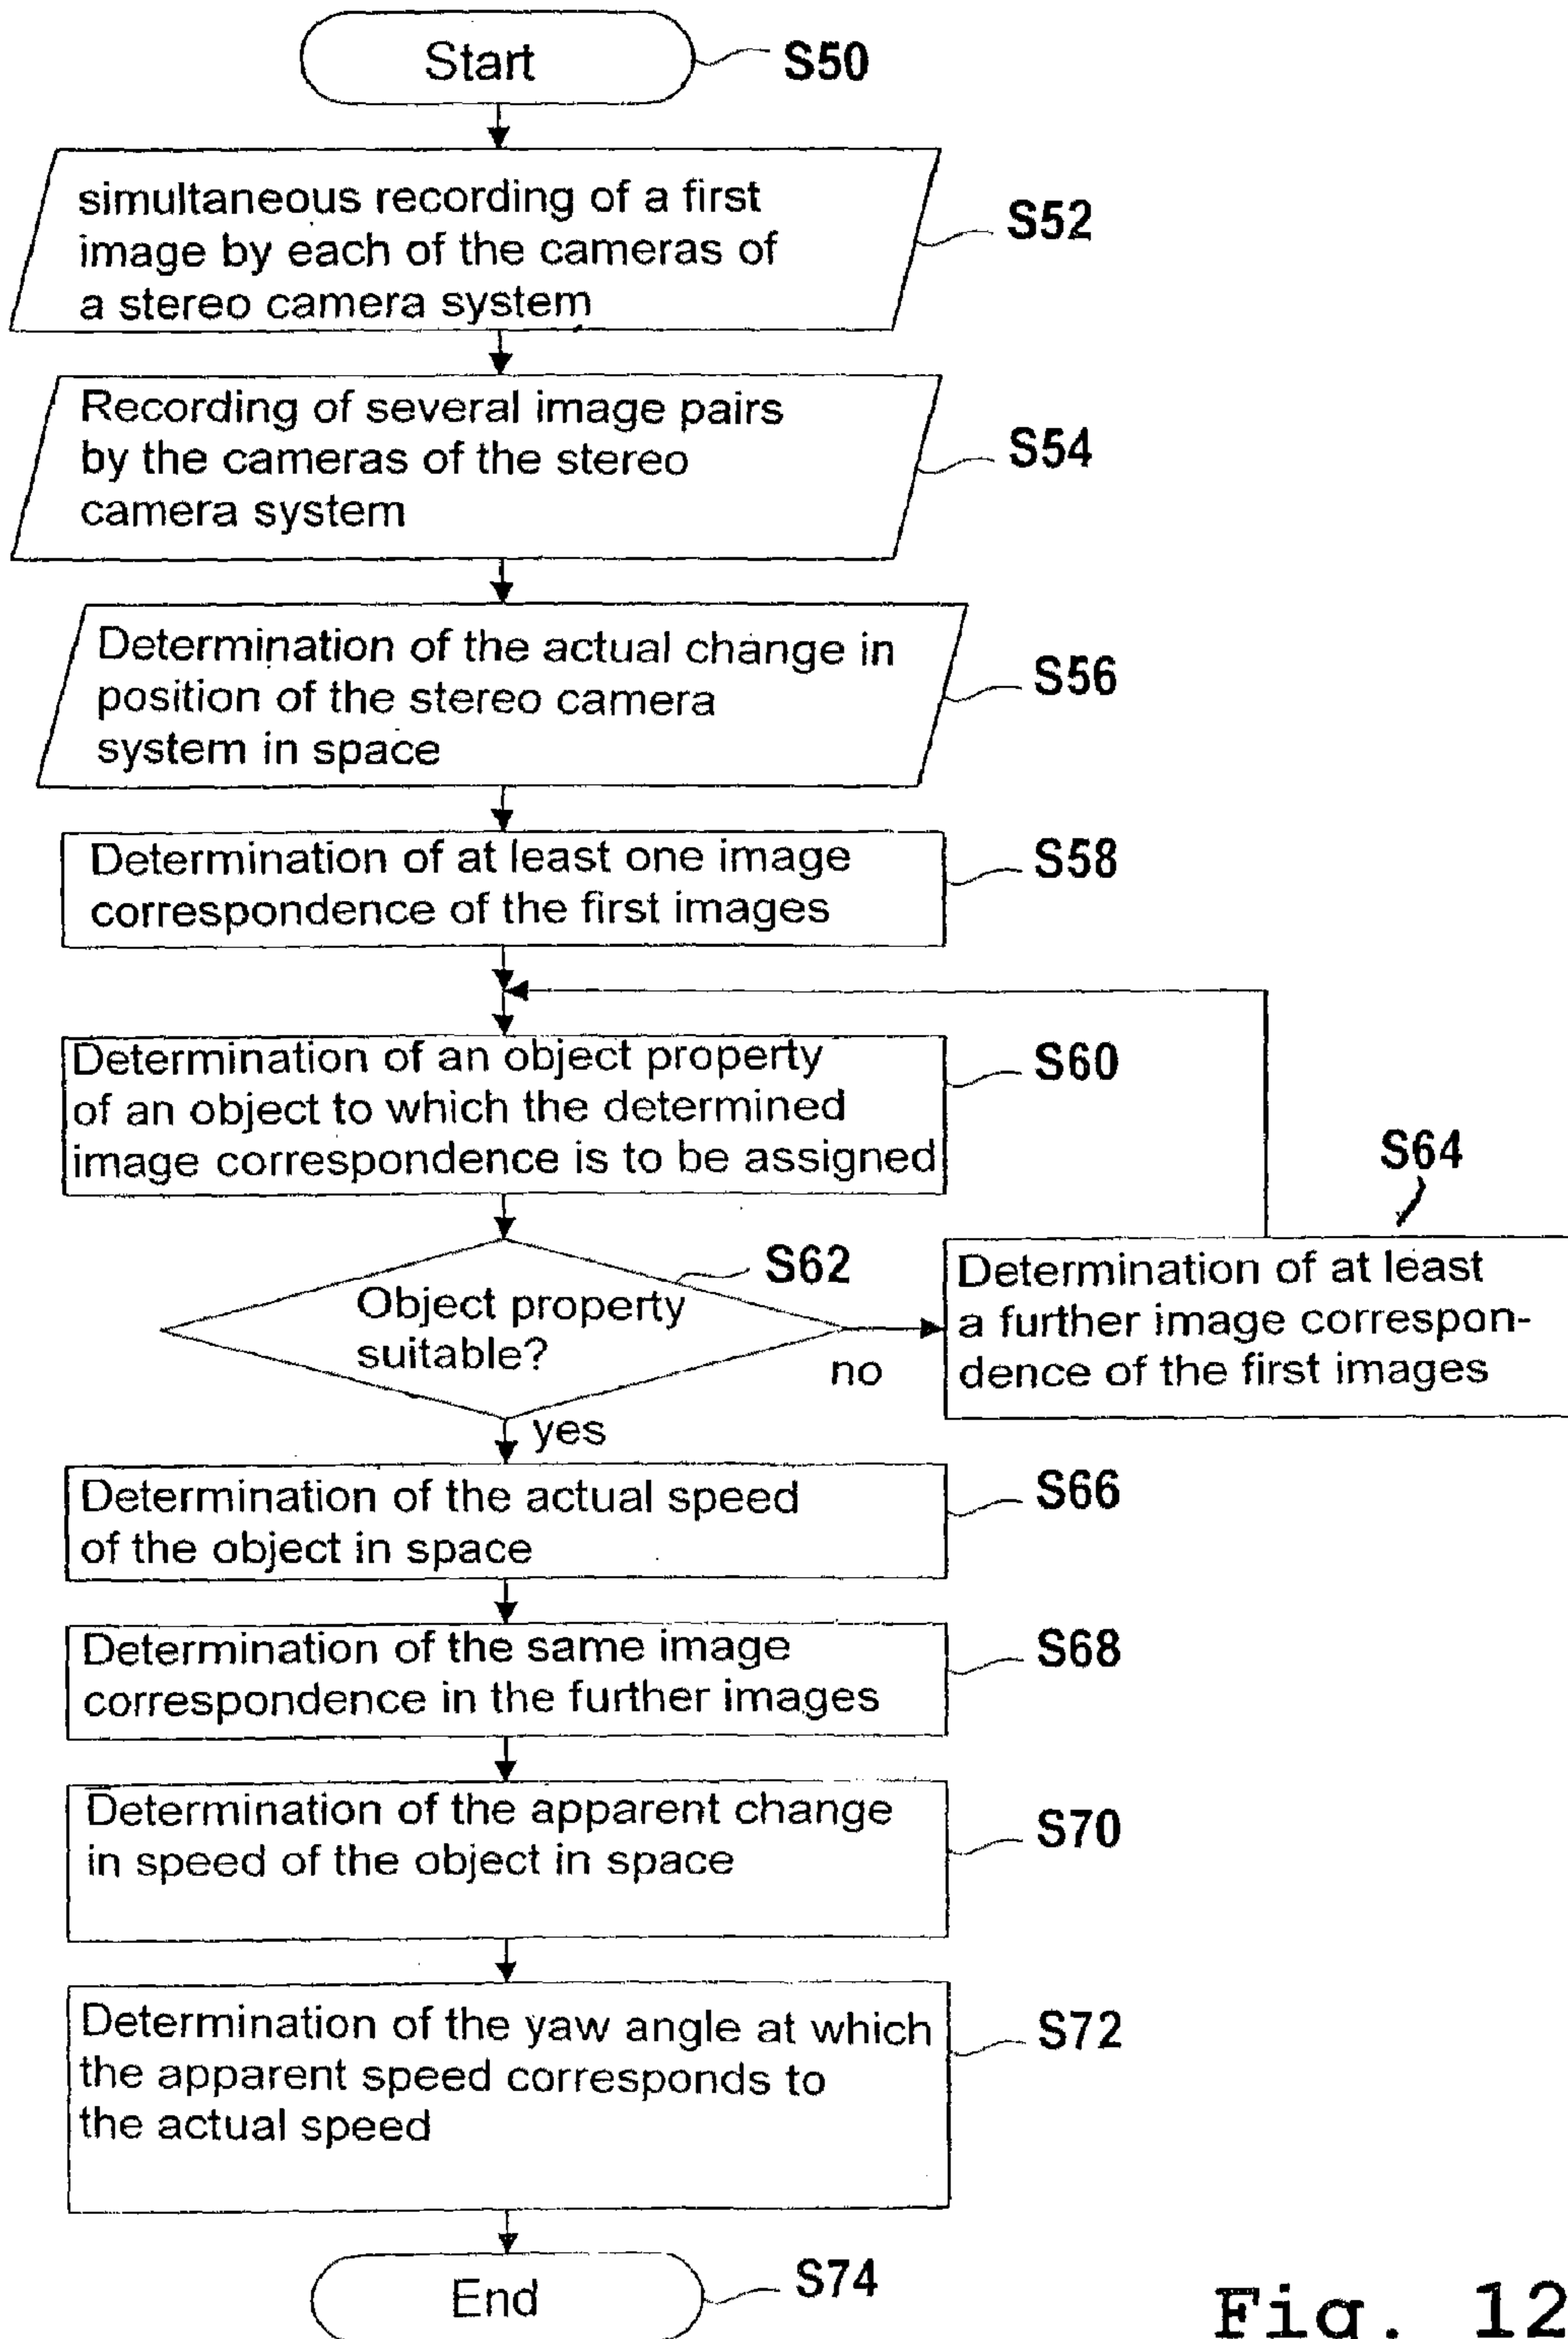 Start
S50
simultaneous recording of a first
image by each of the cameras of
a stereo camera system
S52
Recording of several image pairs
by the cameras of the stereo
camera system
S54
Determination of the actual change in
position of the stereo camera
system in space
S56
Determination of at least one image
correspondence of the first images
S58
Determination of an object property
of an object to which the determined
image correspondence is to be assigned
S60
Object property
suitable?
S62
no
yes
S64
Determination of at least
a further image correspon-
dence of the first images
Determination of the actual speed
of the object in space
S66
Determination of the same image
correspondence in the further images
S68
Determination of the apparent change
in speed of the object in space
S70
Determination of the yaw angle at which
the apparent speed corresponds to
the actual speed
S72
End
S74
Fig. 12